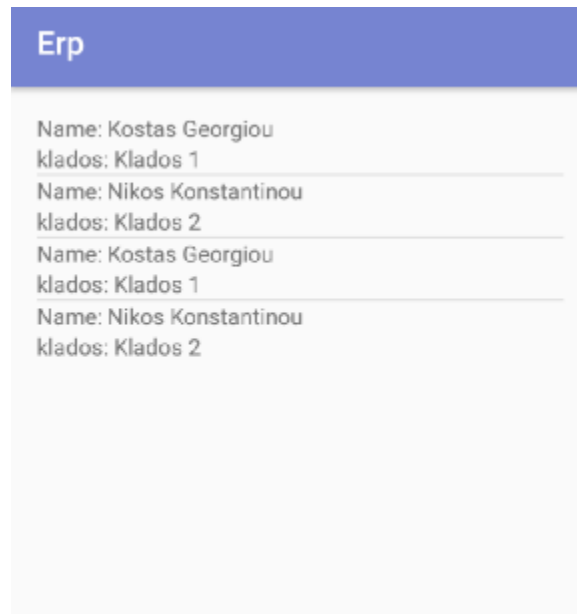 Erp
Name: Kostas Georgiou
klados: Klados 1
Name: Nikos Konstantinou
klados: Klados 2
Name: Kostas Georgiou
klados: Klados 1
Name: Nikos Konstantinou
klados: Klados 2